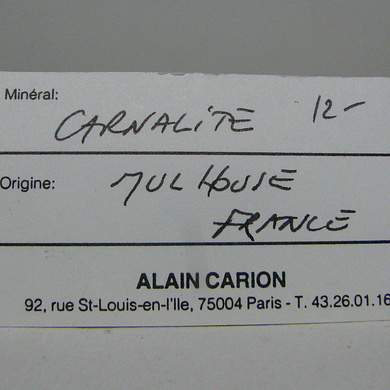 Minéral: CARNALITE 12-
Origine: MULHOUSE
FRANCE
ALAIN CARION
92, rue St-Louis-en-l'Ile, 75004 Paris - T. 43.26.01.16